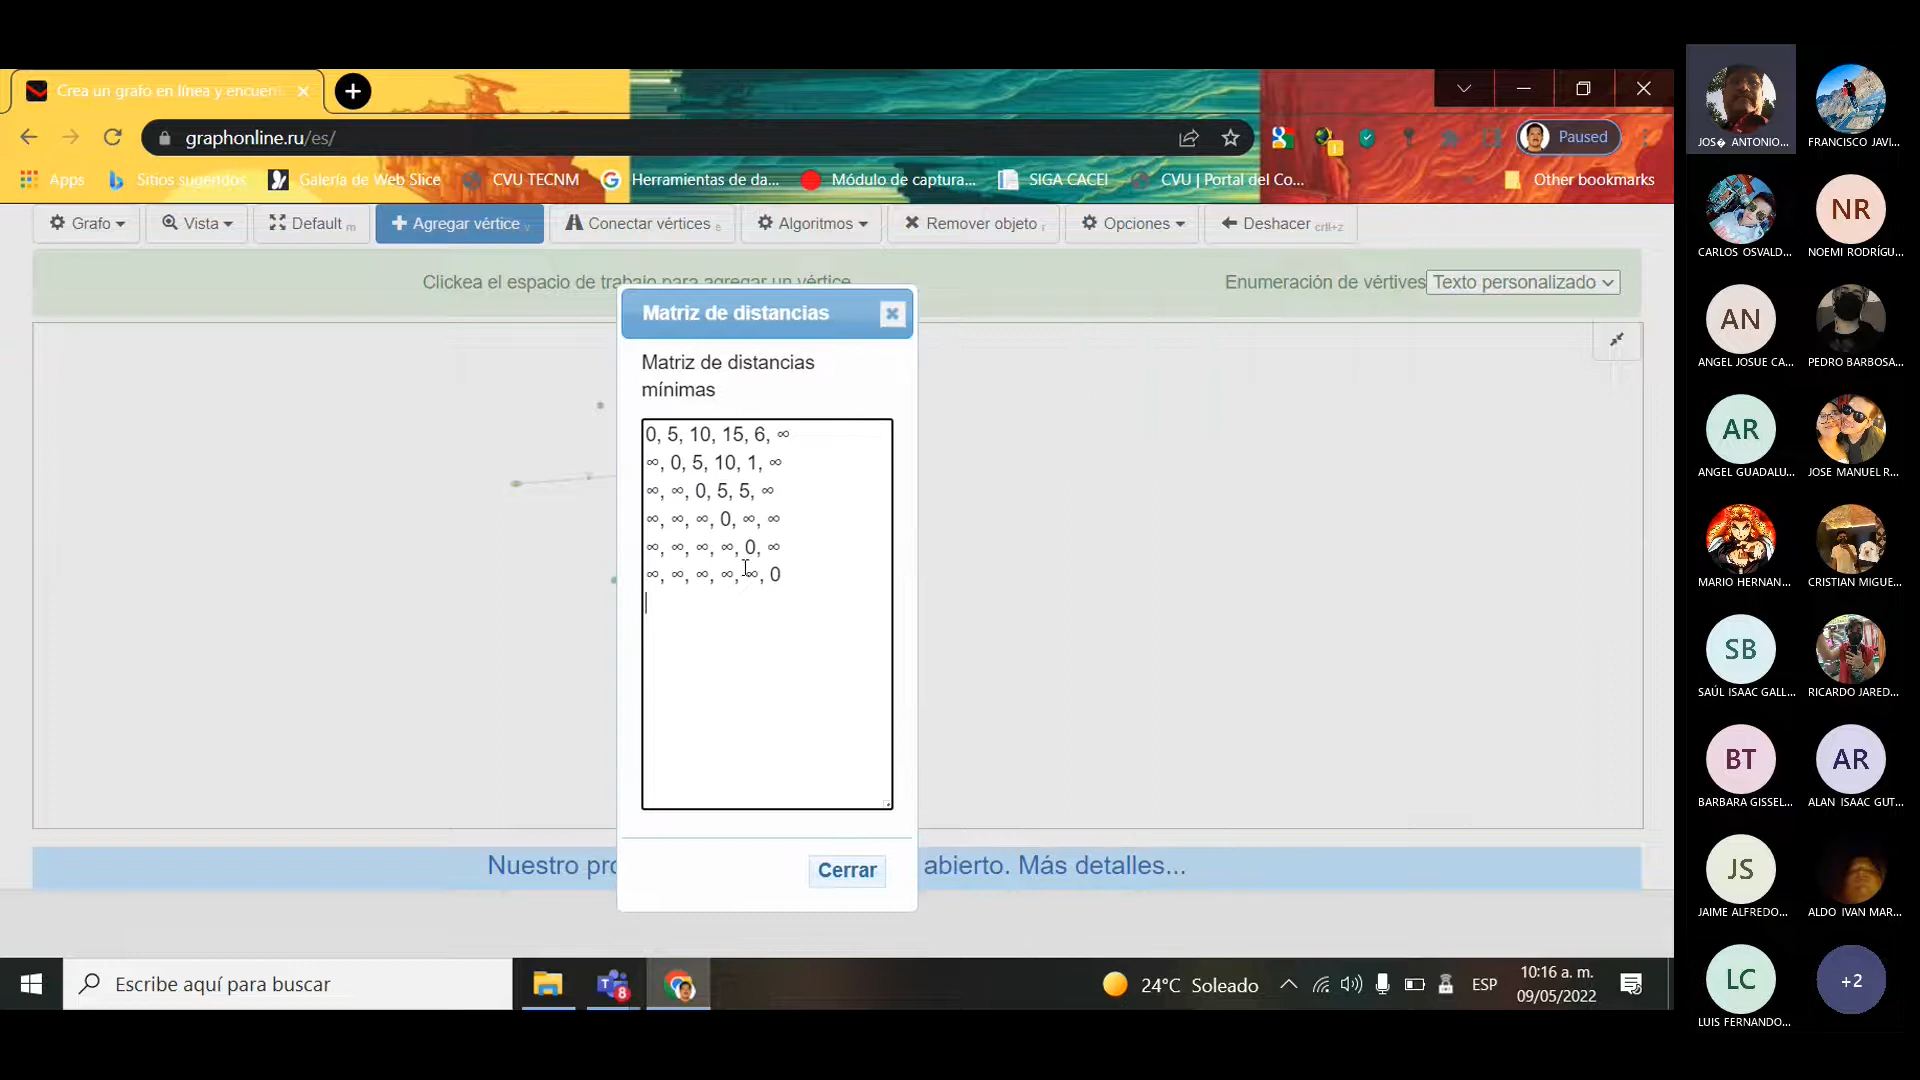 Crea un grafo en línea y encuent
graphonline.ru/es/
Paused
Apps
Sitios sugeridos
Galería de Web Slice
CVU TECNM
Herramientas de da...
Módulo de captura...
SIGA CACEI
CVU | Portal del Co...
Other bookmarks
Grafo
Vista
Default m
Agregar vértice v
Conectar vértices e
Algoritmos
Remover objeto r
Opciones
Deshacer crtl+z
Clickea el espacio de trabajo para agregar un vértice
Enumeración de vértives Texto personalizado
Matriz de distancias
Matriz de distancias
mínimas
0, 5, 10, 15, 6, ∞
∞, 0, 5, 10, 1, ∞
∞, ∞, 0, 5, 5, ∞
∞, ∞, ∞, 0, ∞, ∞
∞, ∞, ∞, ∞, 0, ∞
∞, ∞, ∞, ∞, ∞, 0
Cerrar
Nuestro pro
abierto. Más detalles...
Escribe aquí para buscar
8
24°C Soleado
ESP
10:16 a. m.
09/05/2022
JOS� ANTONIO...
FRANCISCO JAVI...
CARLOS OSVALD...
NR
NOEMI RODRÍGU...
AN
ANGEL JOSUE CA...
PEDRO BARBOSA...
AR
ANGEL GUADALU...
JOSE MANUEL R...
MARIO HERNAN...
CRISTIAN MIGUE...
SB
SAÚL ISAAC GALL...
RICARDO JARED...
BT
BARBARA GISSEL...
AR
ALAN ISAAC GUT...
JS
JAIME ALFREDO...
ALDO IVAN MAR...
LC
LUIS FERNANDO...
+2